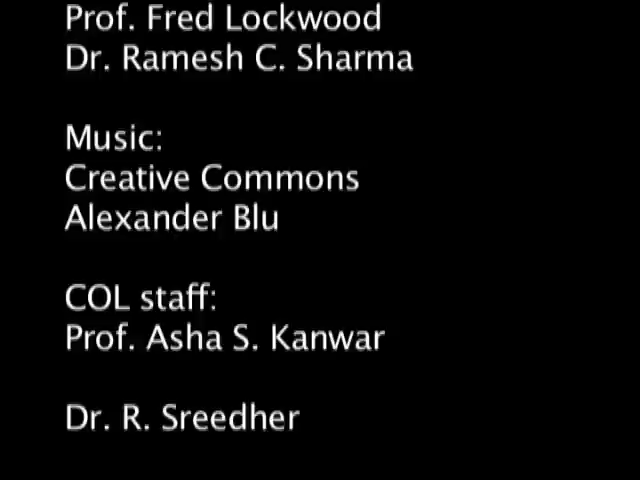 Prof. Fred Lockwood
Dr. Ramesh C. Sharma
Music:
Creative Commons
Alexander Blu
COL staff:
Prof. Asha S. Kanwar
Dr. R. Sreedher